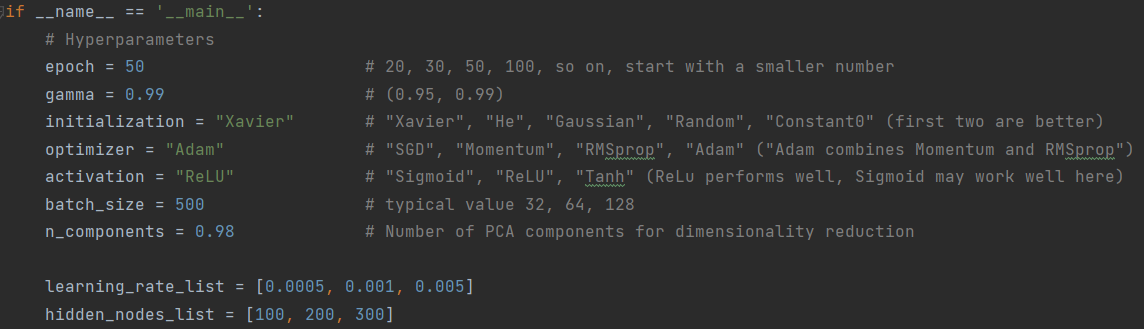 if __name__ == '__main__':
    # Hyperparameters
    epoch = 50                      # 20, 30, 50, 100, so on, start with a smaller number
    gamma = 0.99                    # (0.95, 0.99)
    initialization = "Xavier"       # "Xavier", "He", "Gaussian", "Random", "Constant0" (first two are better)
    optimizer = "Adam"              # "SGD", "Momentum", "RMSprop", "Adam" ("Adam combines Momentum and RMSprop")
    activation = "ReLU"             # "Sigmoid", "ReLU", "Tanh" (ReLu performs well, Sigmoid may work well here)
    batch_size = 500                # typical value 32, 64, 128
    n_components = 0.98             # Number of PCA components for dimensionality reduction

    learning_rate_list = [0.0005, 0.001, 0.005]
    hidden_nodes_list = [100, 200, 300]